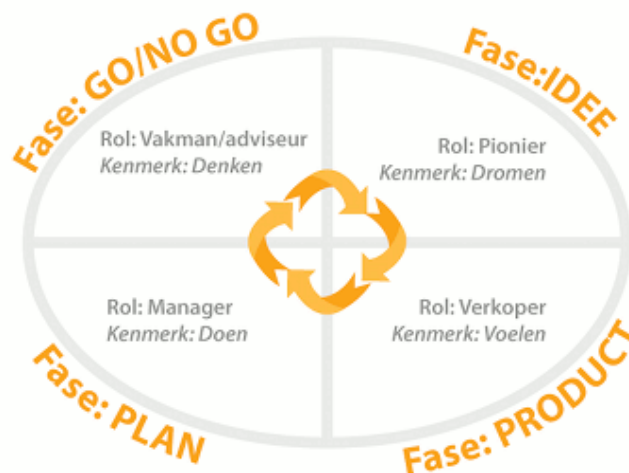 Fase: GO/NO GO
Fase:IDEE
Rol: Vakman/adviseur
Kenmerk: Denken
Rol: Pionier
Kenmerk: Dromen
Rol: Manager
Kenmerk: Doen
Rol: Verkoper
Kenmerk: Voelen
Fase: PLAN
Fase: PRODUCT